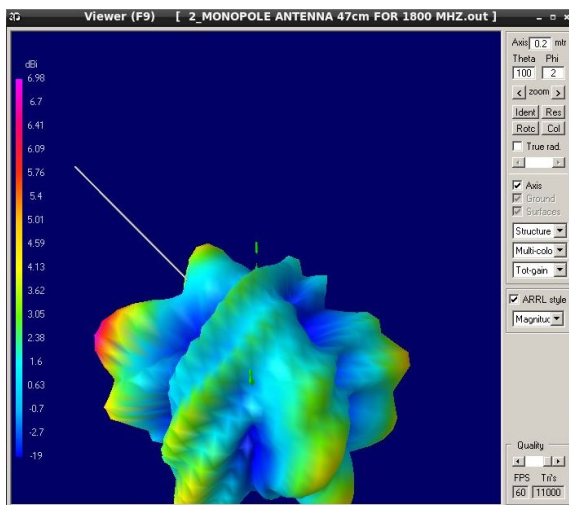 3D Viewer (F9) [ 2_MONOPOLE ANTENNA 47cm FOR 1800 MHZ.out ]
Axis 0.2 mtr
Theta Phi
100 2
< zoom >
Ident Res
Rotc Col
True rad.
Axis
Ground
Surfaces
Structure
Multi-colo
Tot-gain
ARRL style
Magnituc
Quality
FPS Tri's
60 11000
dBi
6.98
6.7
6.41
6.09
5.76
5.4
5.01
4.59
4.13
3.62
3.05
2.38
1.6
0.63
-0.7
-2.7
-19